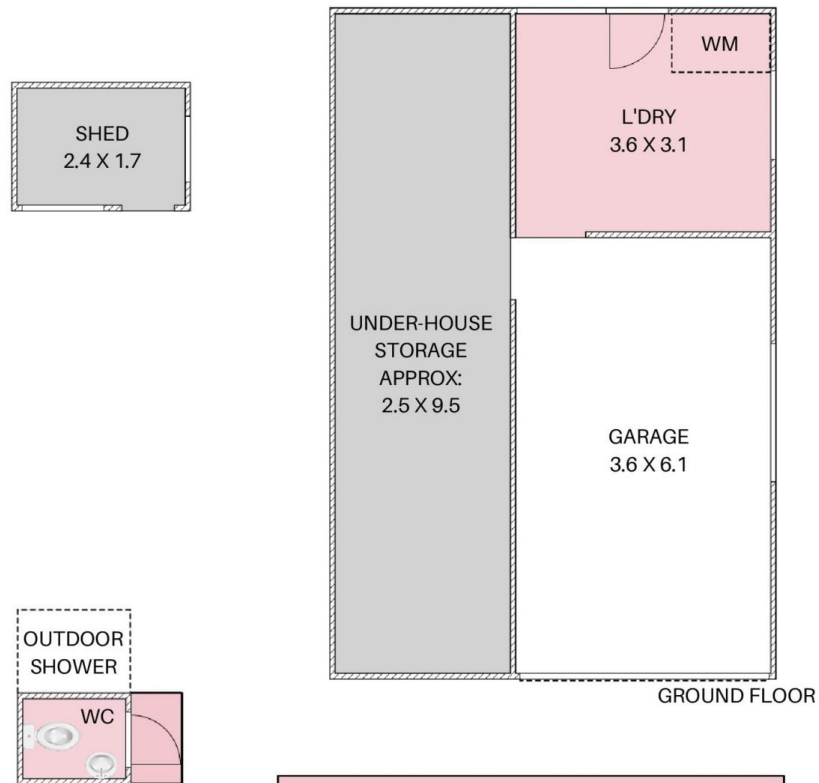 WM
L'DRY
3.6 X 3.1
SHED
2.4 X 1.7
UNDER-HOUSE
STORAGE
APPROX:
2.5 X 9.5
GARAGE
3.6 X 6.1
OUTDOOR
SHOWER
GROUND FLOOR
WC